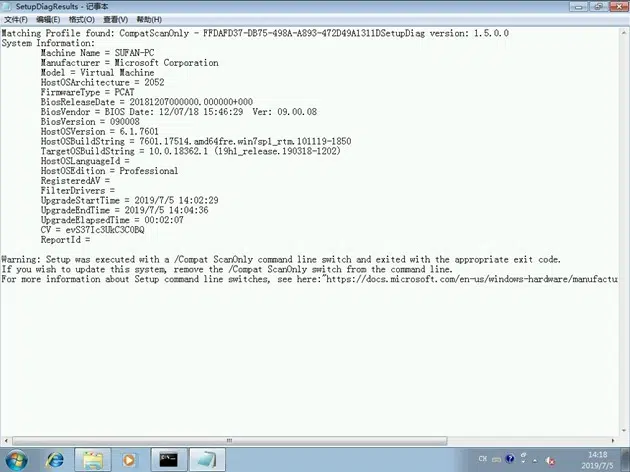 SetupDiagResults - 记事本
文件(F) 编辑(E) 格式(O) 查看(V) 帮助(H)
Matching Profile found: CompatScanOnly - FFDAFD37-DB75-498A-A893-472D49A1311DSetupDiag version: 1.5.0.0
System Information:
Machine Name = SUFAN-PC
Manufacturer = Microsoft Corporation
Model = Virtual Machine
HostOSArchitecture = 2052
FirmwareType = PCAT
BiosReleaseDate = 20181207000000.000000+000
BiosVendor = BIOS Date: 12/07/18 15:46:29 Ver: 09.00.08
BiosVersion = 090008
HostOSVersion = 6.1.7601
HostOSBuildString = 7601.17514.amd64fre.win7sp1_rtm.101119-1850
TargetOSBuildString = 10.0.18362.1 (19h1_release.190318-1202)
HostOSLanguageId =
HostOSEdition = Professional
RegisteredAV =
FilterDrivers =
UpgradeStartTime = 2019/7/5 14:02:29
UpgradeEndTime = 2019/7/5 14:04:36
UpgradeElapsedTime = 00:02:07
CV = evS37Ic3UkC3C0BQ
ReportId =
Warning: Setup was executed with a /Compat ScanOnly command line switch and exited with the appropriate exit code.
If you wish to update this system, remove the /Compat ScanOnly switch from the command line.
For more information about Setup command line switches, see here:"https://docs.microsoft.com/en-us/windows-hardware/manufactu
CH
14:18
2019/7/5